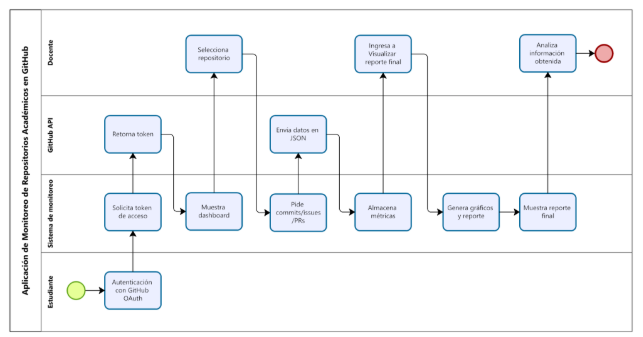 Aplicación de Monitoreo de Repositorios Académicos en GitHub
Docente
Selecciona
repositorio
Ingresa a
Visualizar
reporte final
Analiza
información
obtenida
GitHub API
Retorna token
Envia datos en
JSON
Sistema de monitoreo
Solicita token
de acceso
Muestra
dashboard
Pide
commits/issues
/PRs
Almacena
métricas
Genera gráficos
y reporte
Muestra reporte
final
Estudiante
Autenticación
con GitHub
OAuth